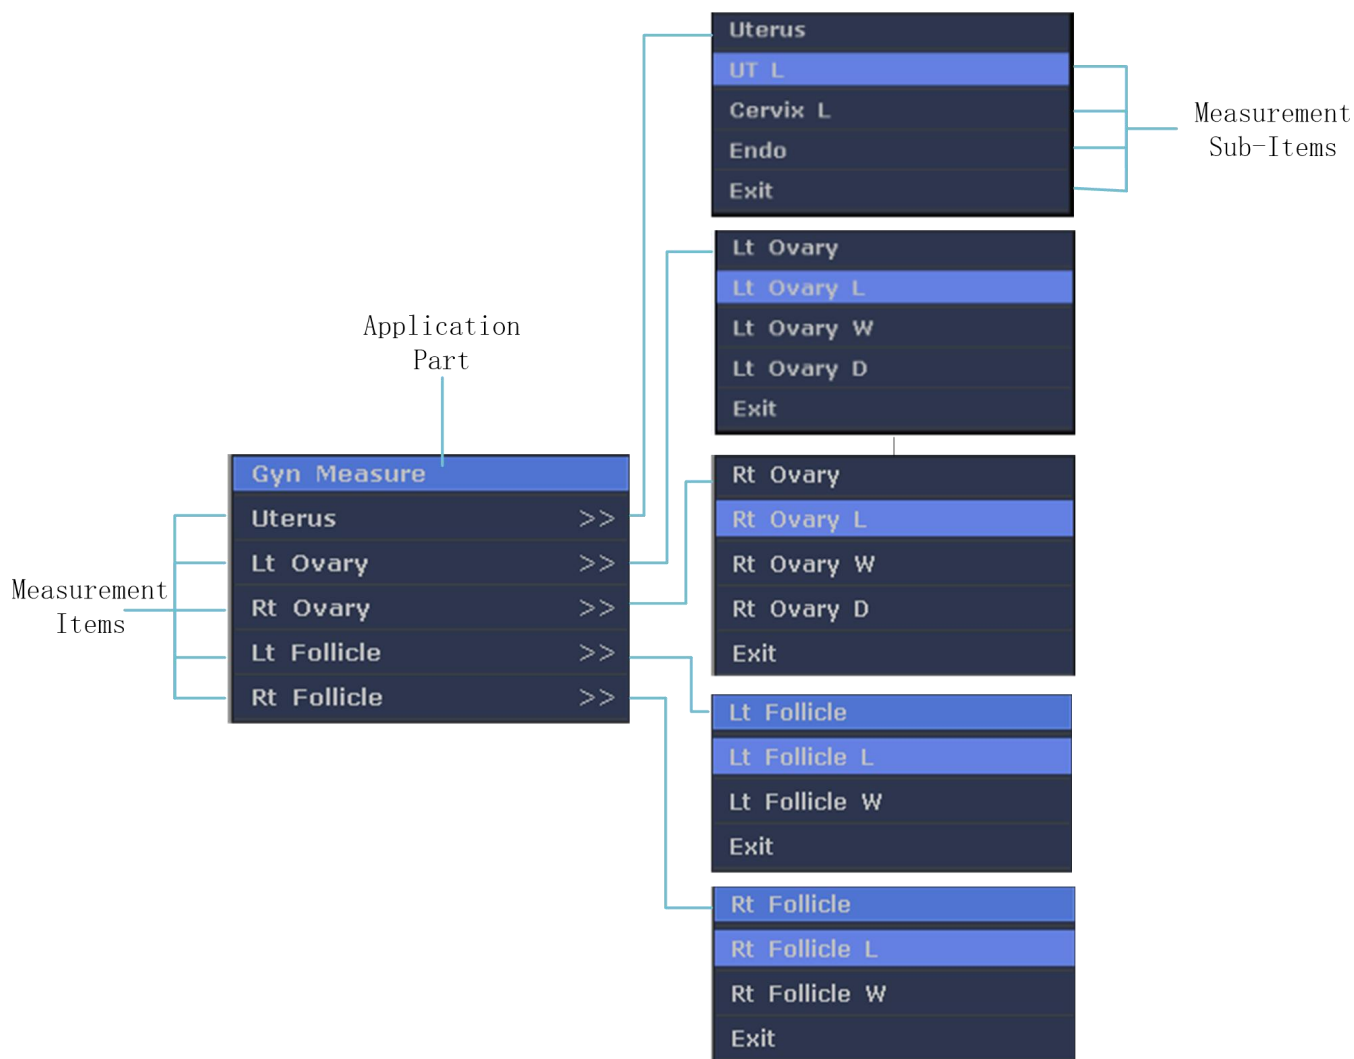 Uterus
UT L
Cervix L
Endo
Exit
Measurement
Sub-Items
Lt Ovary
Lt Ovary L
Lt Ovary W
Lt Ovary D
Exit
Application
Part
Gyn Measure
Uterus >>
Lt Ovary >>
Rt Ovary >>
Lt Follicle >>
Rt Follicle >>
Measurement
Items
Rt Ovary
Rt Ovary L
Rt Ovary W
Rt Ovary D
Exit
Lt Follicle
Lt Follicle L
Lt Follicle W
Exit
Rt Follicle
Rt Follicle L
Rt Follicle W
Exit